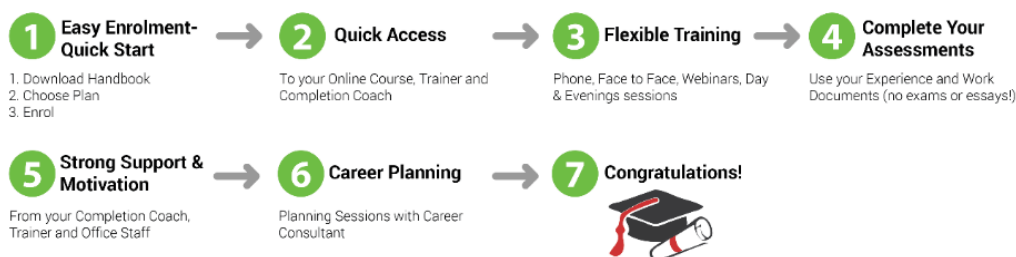 1
Easy Enrolment-
Quick Start
1. Download Handbook
2. Choose Plan
3. Enrol
2
Quick Access
To your Online Course, Trainer and
Completion Coach
3
Flexible Training
Phone, Face to Face, Webinars, Day
& Evenings sessions
4
Complete Your
Assessments
Use your Experience and Work
Documents (no exams or essays!)
5
Strong Support &
Motivation
From your Completion Coach,
Trainer and Office Staff
6
Career Planning
Planning Sessions with Career
Consultant
7
Congratulations!